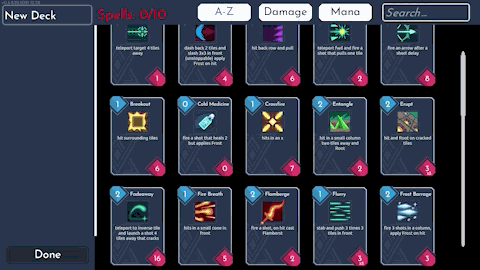 New Deck
Spells: 0/10
A-Z
Damage
Mana
Search...
teleport target 4 tiles
away
1
dash back 2 tiles
and 3x3 in front
(unstoppable) apply
Frost on hit
4
hit back row and pull
6
teleport fwd and fire
a shot that pulls one tile
2
fire an arrow after a
short delay
8
1
Breakout
hit surrounding tiles
6
0
Cold Medicine
fire a shot that heals 2
but applies Frost
0
1
Crossfire
hits in an x
7
2
Entangle
hit in a small column
two tiles away and
Root
2
2
Erupt
hit and Root on cracked
tiles
3
2
Fadeaway
teleport to inverse tile
and launch a shot 4
tiles away that cracks
16
1
Fire Breath
hits in a small cone in
front
5
2
Flamberge
fire a shot, on hit cast
Flamburst
2
1
Flurry
stab and push 3 times
2 tiles in front
3
2
Frost Barrage
fire 3 shots in a column,
apply Frost on hit
3
Done